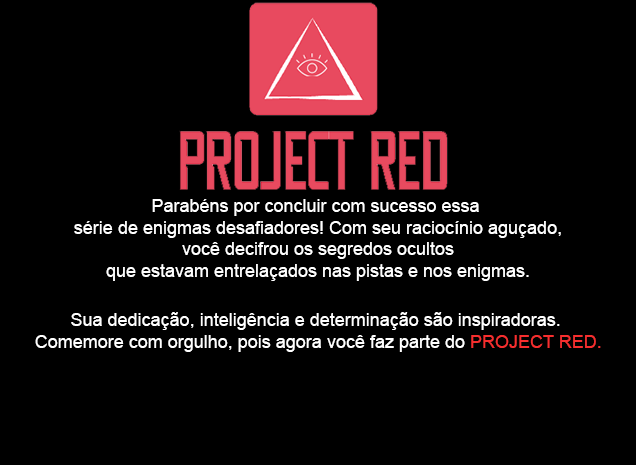 PROJECT RED
Parabéns por concluir com sucesso essa
série de enigmas desafiadores! Com seu raciocínio aguçado,
você decifrou os segredos ocultos
que estavam entrelaçados nas pistas e nos enigmas.
Sua dedicação, inteligência e determinação são inspiradoras.
Comemore com orgulho, pois agora você faz parte do PROJECT RED.